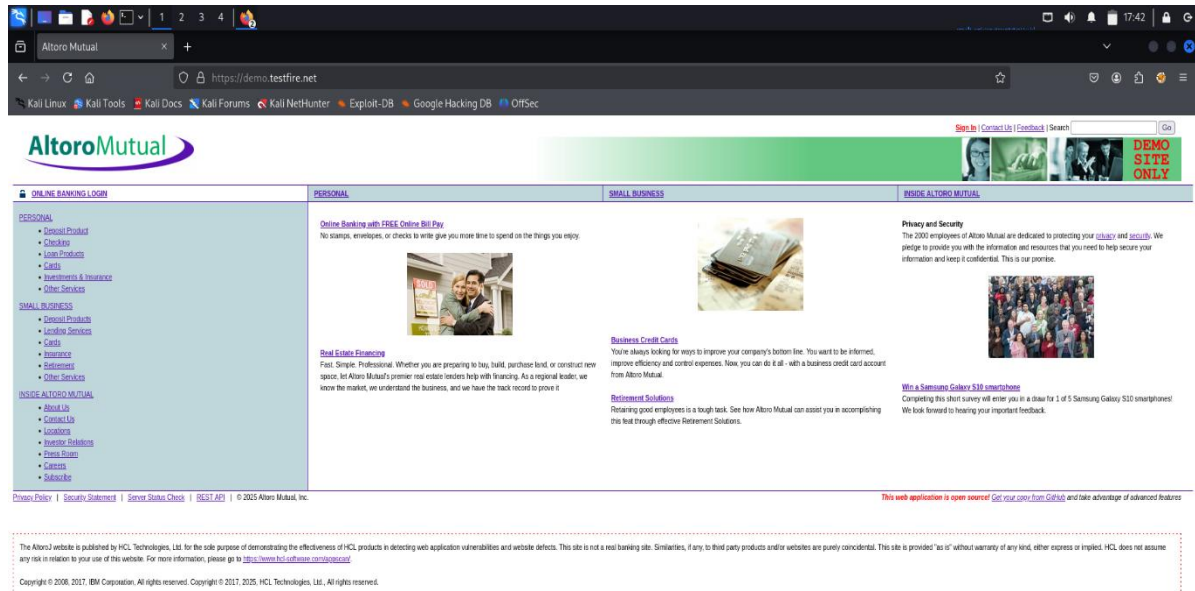 1 2 3 4
17:42
Altoro Mutual
https://demo.testfire.net
Kali Linux Kali Tools Kali Docs Kali Forums Kali NetHunter Exploit-DB Google Hacking DB OffSec
Sign In | Contact Us | Feedback | Search Go
AltoroMutual
DEMO
SITE
ONLY
ONLINE BANKING LOGIN
PERSONAL
SMALL BUSINESS
INSIDE ALTORO MUTUAL
PERSONAL
• Deposit Product
• Checking
• Loan Products
• Cards
• Investments & Insurance
• Other Services
SMALL BUSINESS
• Deposit Products
• Lending Services
• Cards
• Insurance
• Retirement
• Other Services
INSIDE ALTORO MUTUAL
• About Us
• Contact Us
• Locations
• Investor Relations
• Press Room
• Careers
• Subscribe
Online Banking with FREE Online Bill Pay
No stamps, envelopes, or checks to write give you more time to spend on the things you enjoy.
SOLD
Real Estate Financing
Fast. Simple. Professional. Whether you are preparing to buy, build, purchase land, or construct new
space, let Altoro Mutual's premier real estate lenders help with financing. As a regional leader, we
know the market, we understand the business, and we have the track record to prove it
Business Credit Cards
You're always looking for ways to improve your company's bottom line. You want to be informed,
improve efficiency and control expenses. Now, you can do it all - with a business credit card account
from Altoro Mutual.
Retirement Solutions
Retaining good employees is a tough task. See how Altoro Mutual can assist you in accomplishing
this feat through effective Retirement Solutions.
Privacy and Security
The 2000 employees of Altoro Mutual are dedicated to protecting your privacy and security. We
pledge to provide you with the information and resources that you need to help secure your
information and keep it confidential. This is our promise.
Win a Samsung Galaxy S10 smartphone
Completing this short survey will enter you in a draw for 1 of 5 Samsung Galaxy S10 smartphones!
We look forward to hearing your important feedback.
Privacy Policy | Security Statement | Server Status Check | REST API | © 2025 Altoro Mutual, Inc.
This web application is open source! Get your copy from GitHub and take advantage of advanced features
The AltoroJ website is published by HCL Technologies, Ltd. for the sole purpose of demonstrating the effectiveness of HCL products in detecting web application vulnerabilities and website defects. This site is not a real banking site. Similarities, if any, to third party products and/or websites are purely coincidental. This site is provided "as is" without warranty of any kind, either express or implied. HCL does not assume
any risk in relation to your use of this website. For more information, please go to https://www.hcl-software.com/appscan/.
Copyright © 2008, 2017, IBM Corporation, All rights reserved. Copyright © 2017, 2025, HCL Technologies, Ltd., All rights reserved.